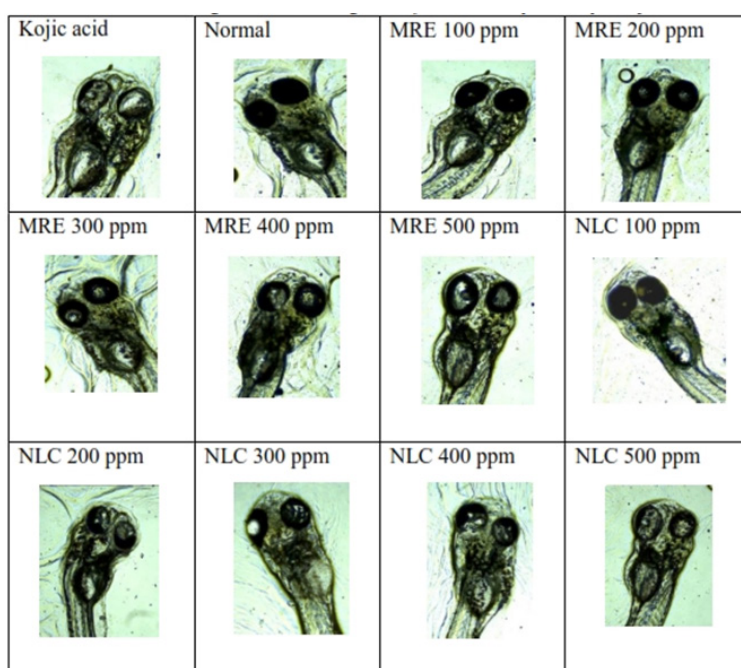 Kojic acid
Normal
MRE 100 ppm
MRE 200 ppm
MRE 300 ppm
MRE 400 ppm
MRE 500 ppm
NLC 100 ppm
NLC 200 ppm
NLC 300 ppm
NLC 400 ppm
NLC 500 ppm